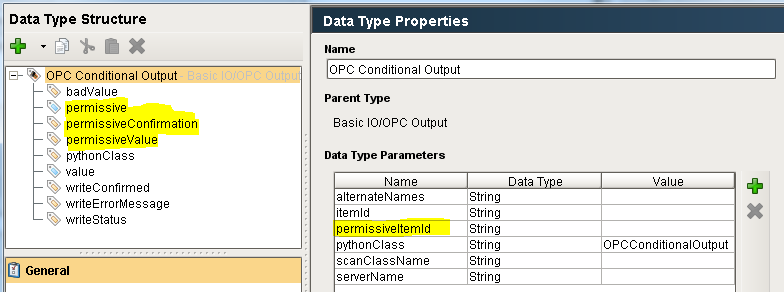 Data Type Structure
OPC Conditional Output - Basic IO/OPC Output
badValue
permissive
permissiveConfirmation
permissiveValue
pythonClass
value
writeConfirmed
writeErrorMessage
writeStatus
General
Data Type Properties
Name
OPC Conditional Output
Parent Type
Basic IO/OPC Output
Data Type Parameters
Name Data Type Value
alternateNames String
itemId String
permissiveItemId String
pythonClass String OPCConditionalOutput
scanClassName String
serverName String